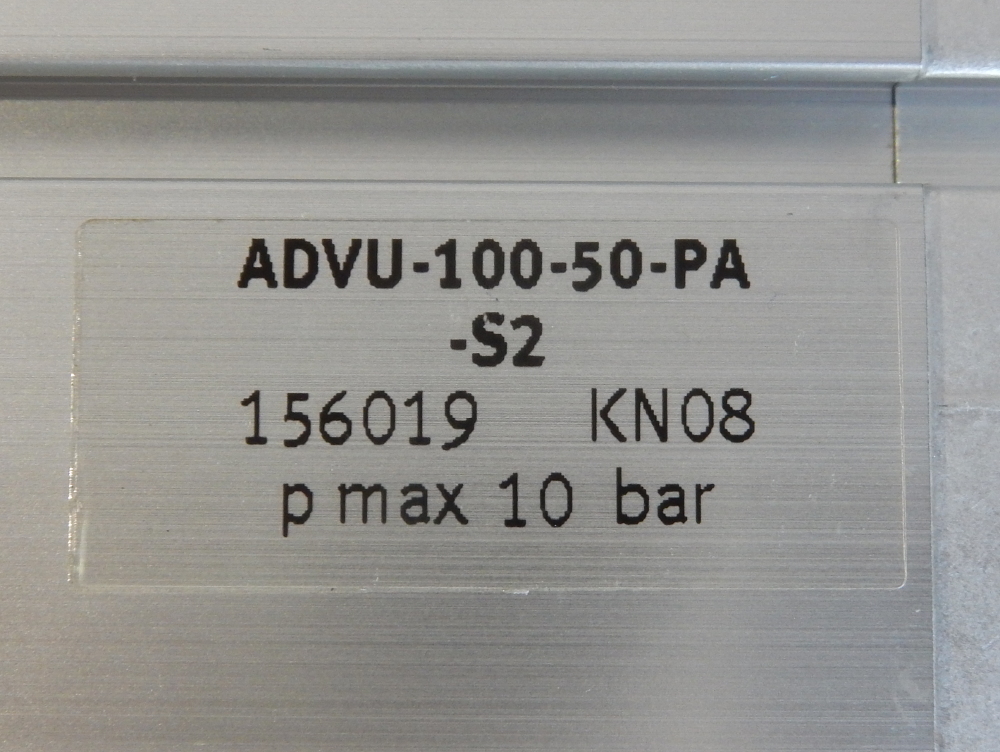 ADVU-100-50-PA
-S2
156019 KN08
p max 10 bar